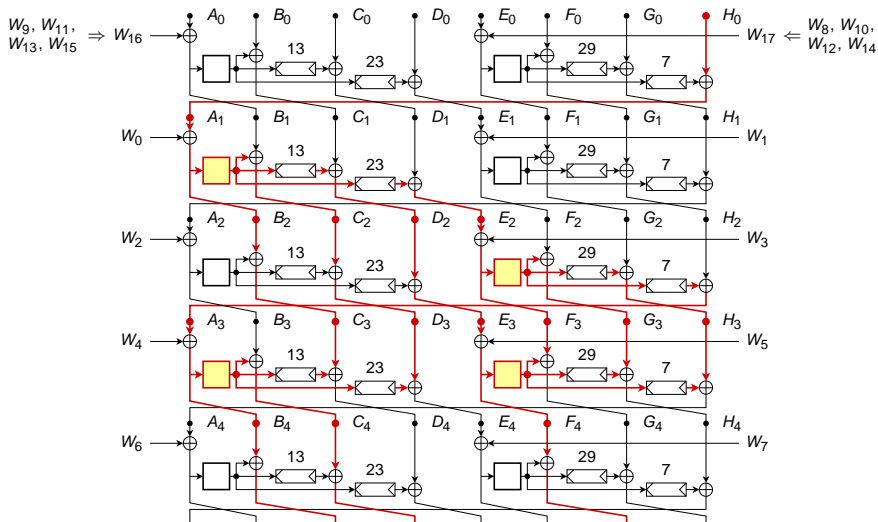 A0 B0 C0 D0 E0 F0 G0 H0
W9, W11,
W13, W15 ⇒ W16
W17 ⇐ W8, W10,
W12, W14
13 23 29 7
A1 B1 C1 D1 E1 F1 G1 H1
W0 W1
13 23 29 7
A2 B2 C2 D2 E2 F2 G2 H2
W2 W3
13 23 29 7
A3 B3 C3 D3 E3 F3 G3 H3
W4 W5
13 23 29 7
A4 B4 C4 D4 E4 F4 G4 H4
W6 W7
13 23 29 7